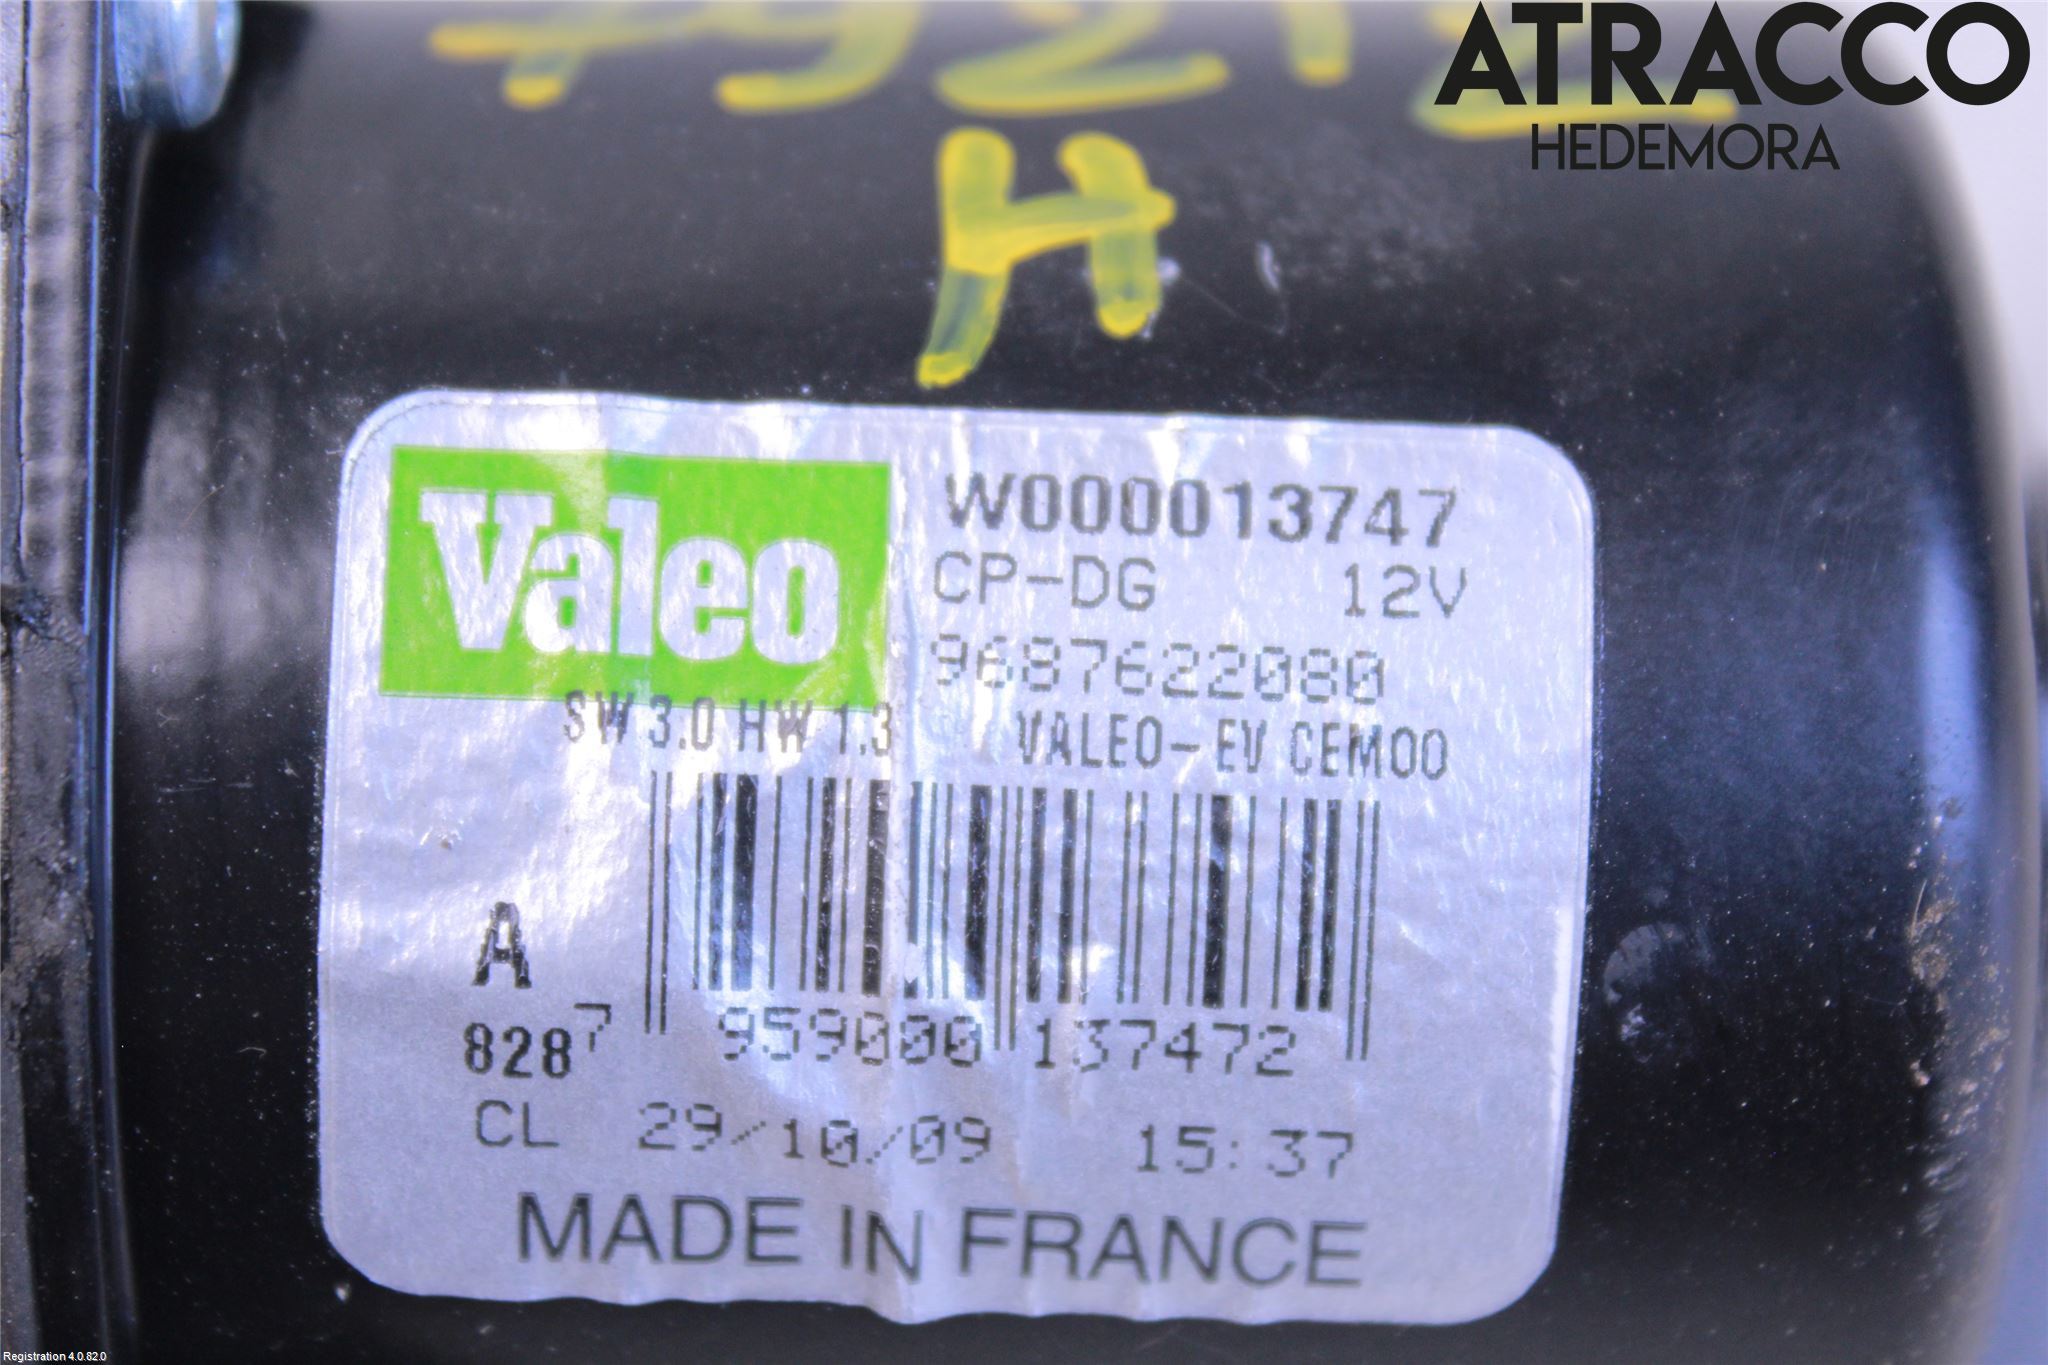 79212
H
ATRACCO
HEDEMORA
Valeo
W000013747
CP-DG 12V
9687622080
SW 3.0 HW 1.3 VALEO-EV CEM00
A
828
7 959000 137472
CL 29/10/09 15:37
MADE IN FRANCE
Registration 4.0.82.0